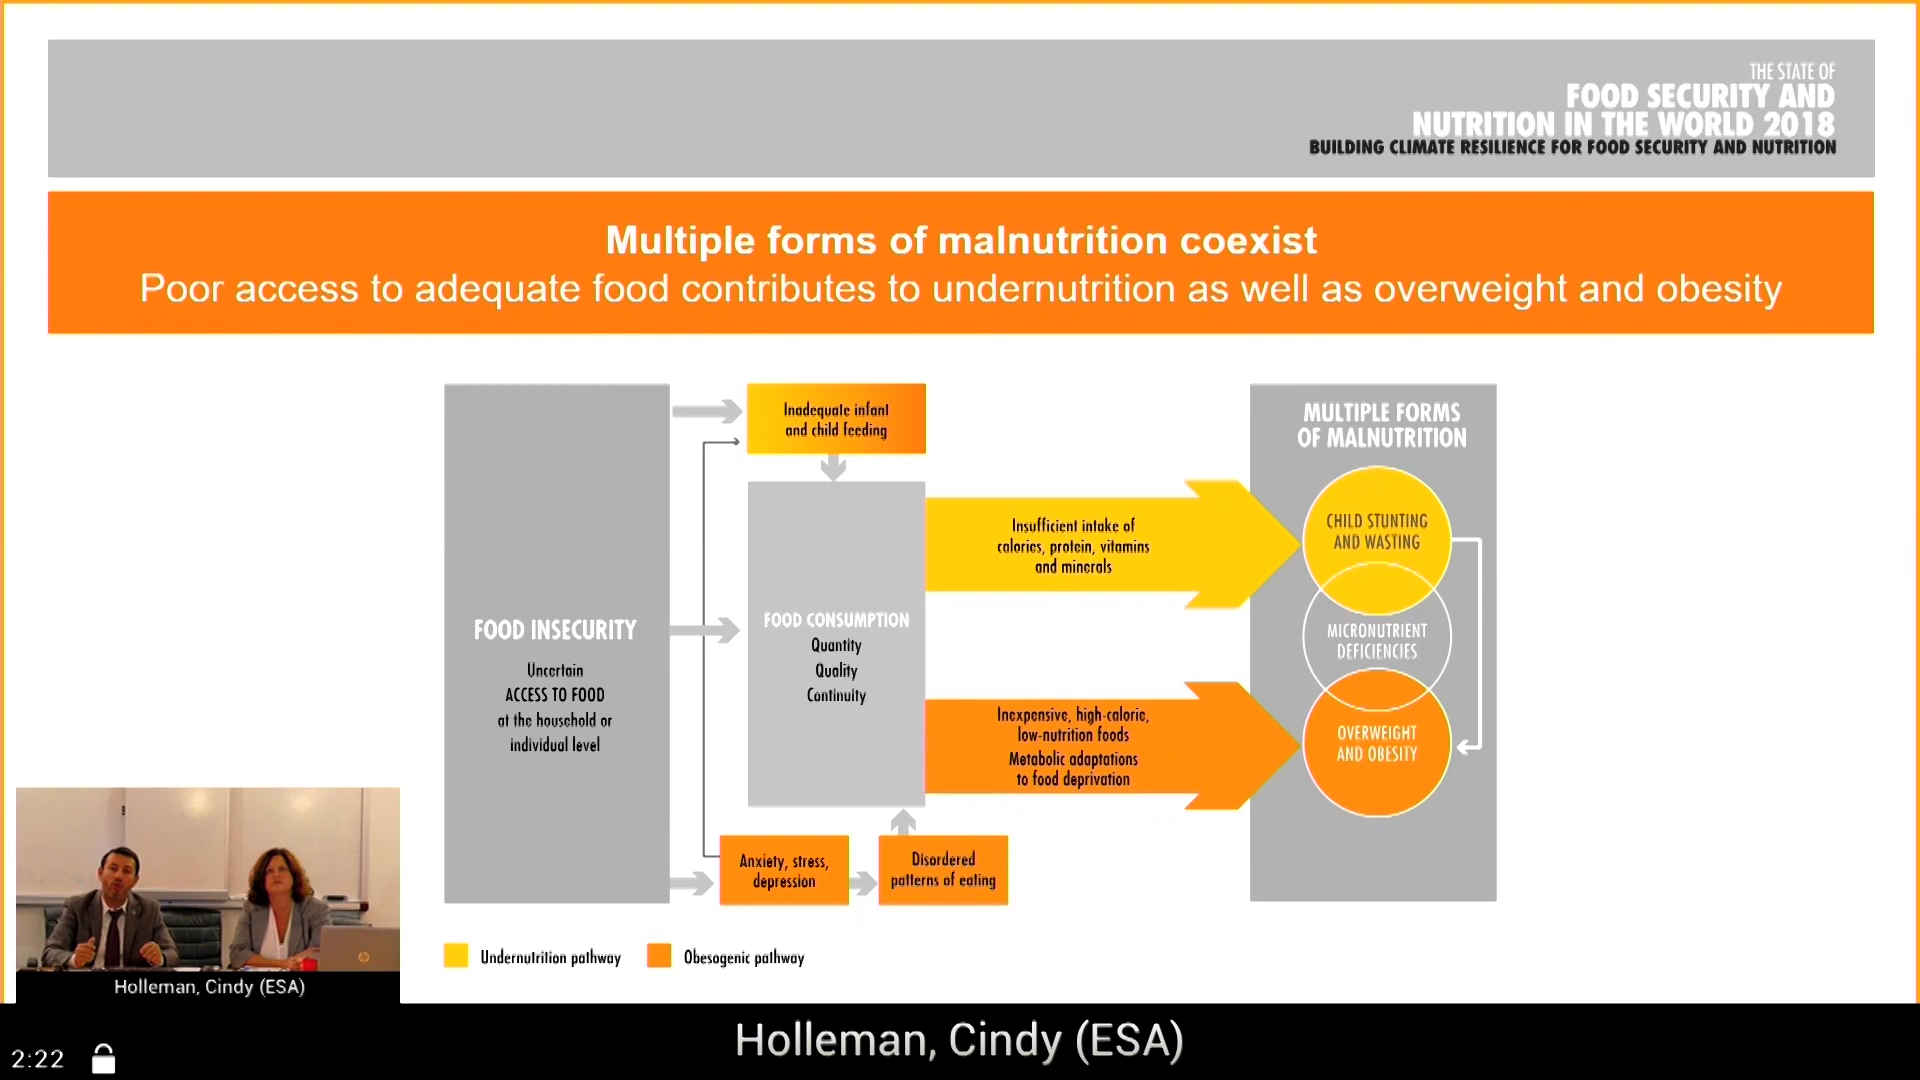 THE STATE OF
FOOD SECURITY AND
NUTRITION IN THE WORLD 2018
BUILDING CLIMATE RESILIENCE FOR FOOD SECURITY AND NUTRITION
Multiple forms of malnutrition coexist
Poor access to adequate food contributes to undernutrition as well as overweight and obesity
FOOD INSECURITY
Uncertain
ACCESS TO FOOD
at the household or
individual level
Inadequate infant
and child feeding
FOOD CONSUMPTION
Quantity
Quality
Continuity
Anxiety, stress,
depression
Disordered
patterns of eating
Insufficient intake of
calories, protein, vitamins
and minerals
Inexpensive, high-calorie,
low-nutrition foods
Metabolic adaptations
to food deprivation
MULTIPLE FORMS
OF MALNUTRITION
CHILD STUNTING
AND WASTING
MICRONUTRIENT
DEFICIENCIES
OVERWEIGHT
AND OBESITY
Undernutrition pathway
Obesogenic pathway
Holleman, Cindy (ESA)
Holleman, Cindy (ESA)
2:22